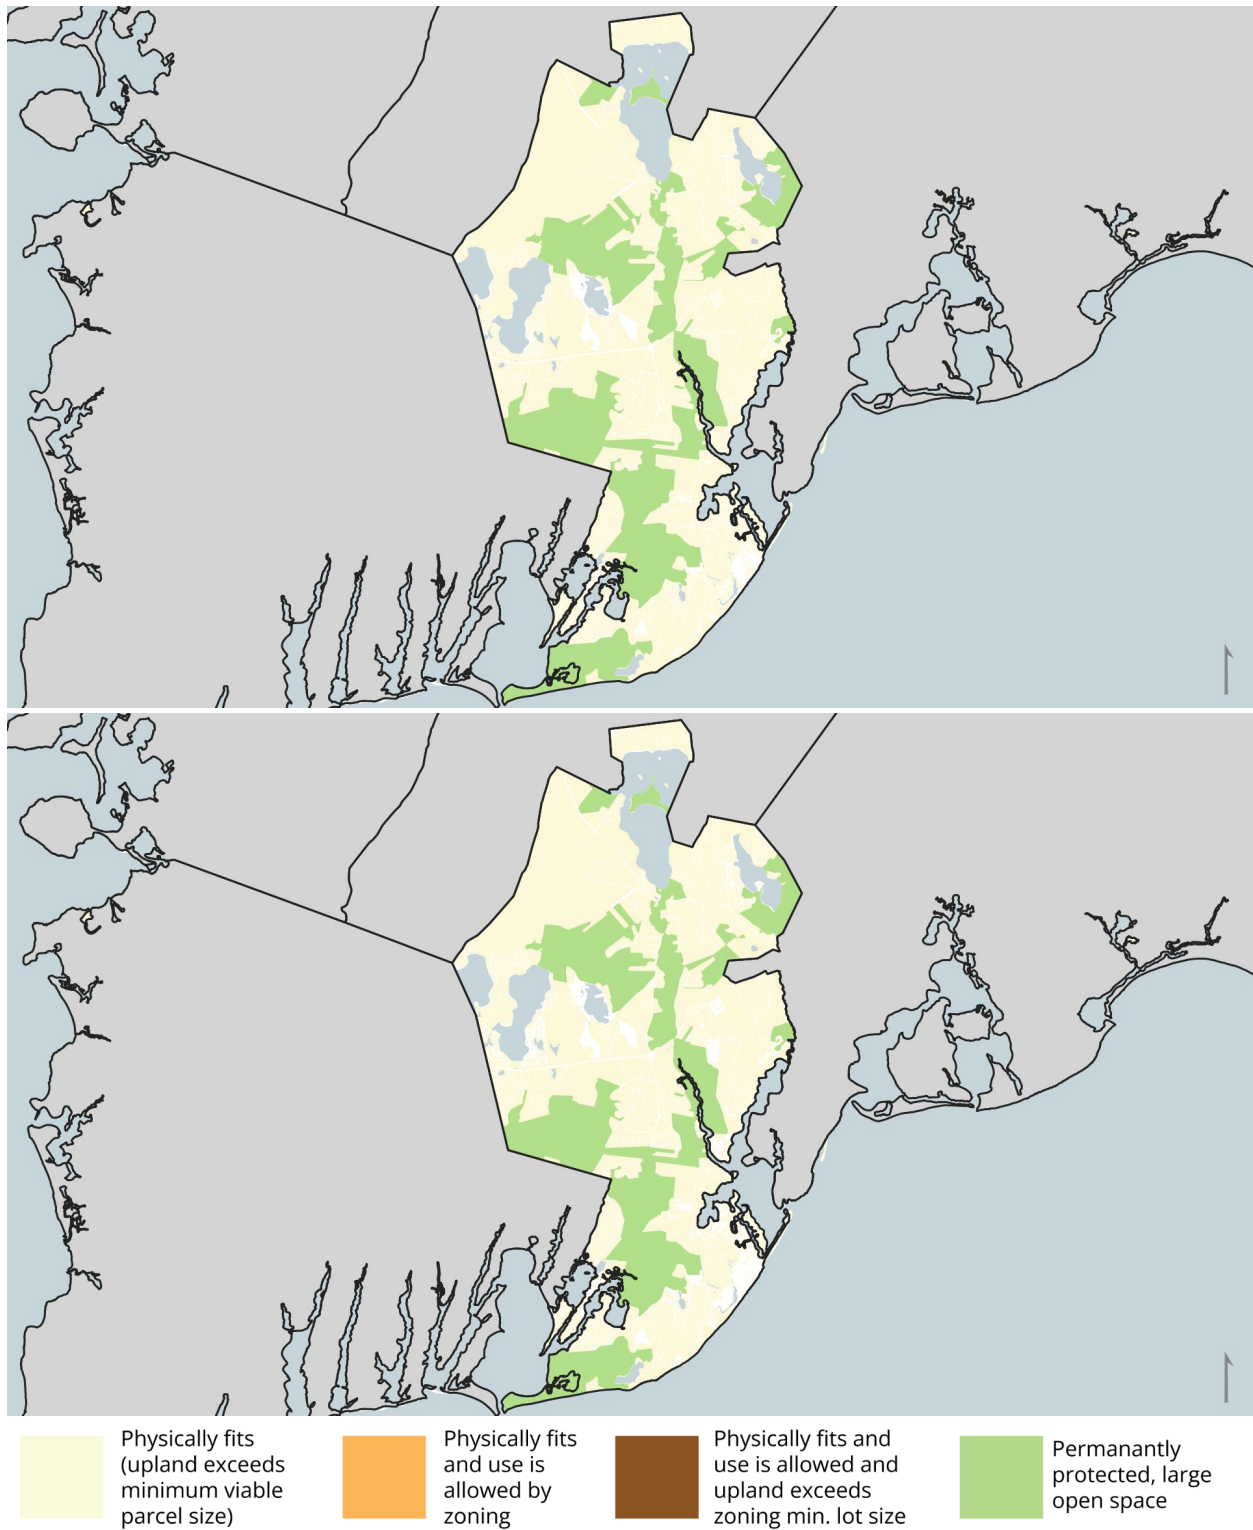 Physically fits
(upland exceeds
minimum viable
parcel size)
Physically fits
and use is
allowed by
zoning
Physically fits and
use is allowed and
upland exceeds
zoning min. lot size
Permanantly
protected, large
open space